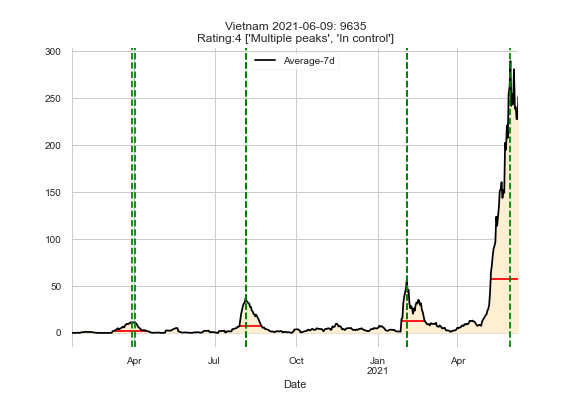 Vietnam 2021-06-09: 9635
Rating:4 ['Multiple peaks', 'In control']
Average-7d
300
250
200
150
100
50
0
Apr
Jul
Oct
Jan
2021
Apr
Date